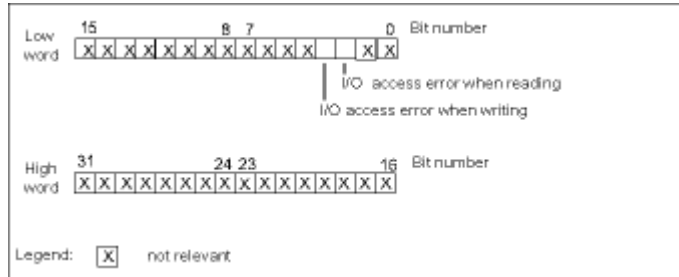 15 8 7 0 Bit number
Low word X X X X X X X X X X X X X X
I/O access error when reading
I/O access error when writing
31 24 23 16 Bit number
High word X X X X X X X X X X X X X X X X
Legend: X not relevant